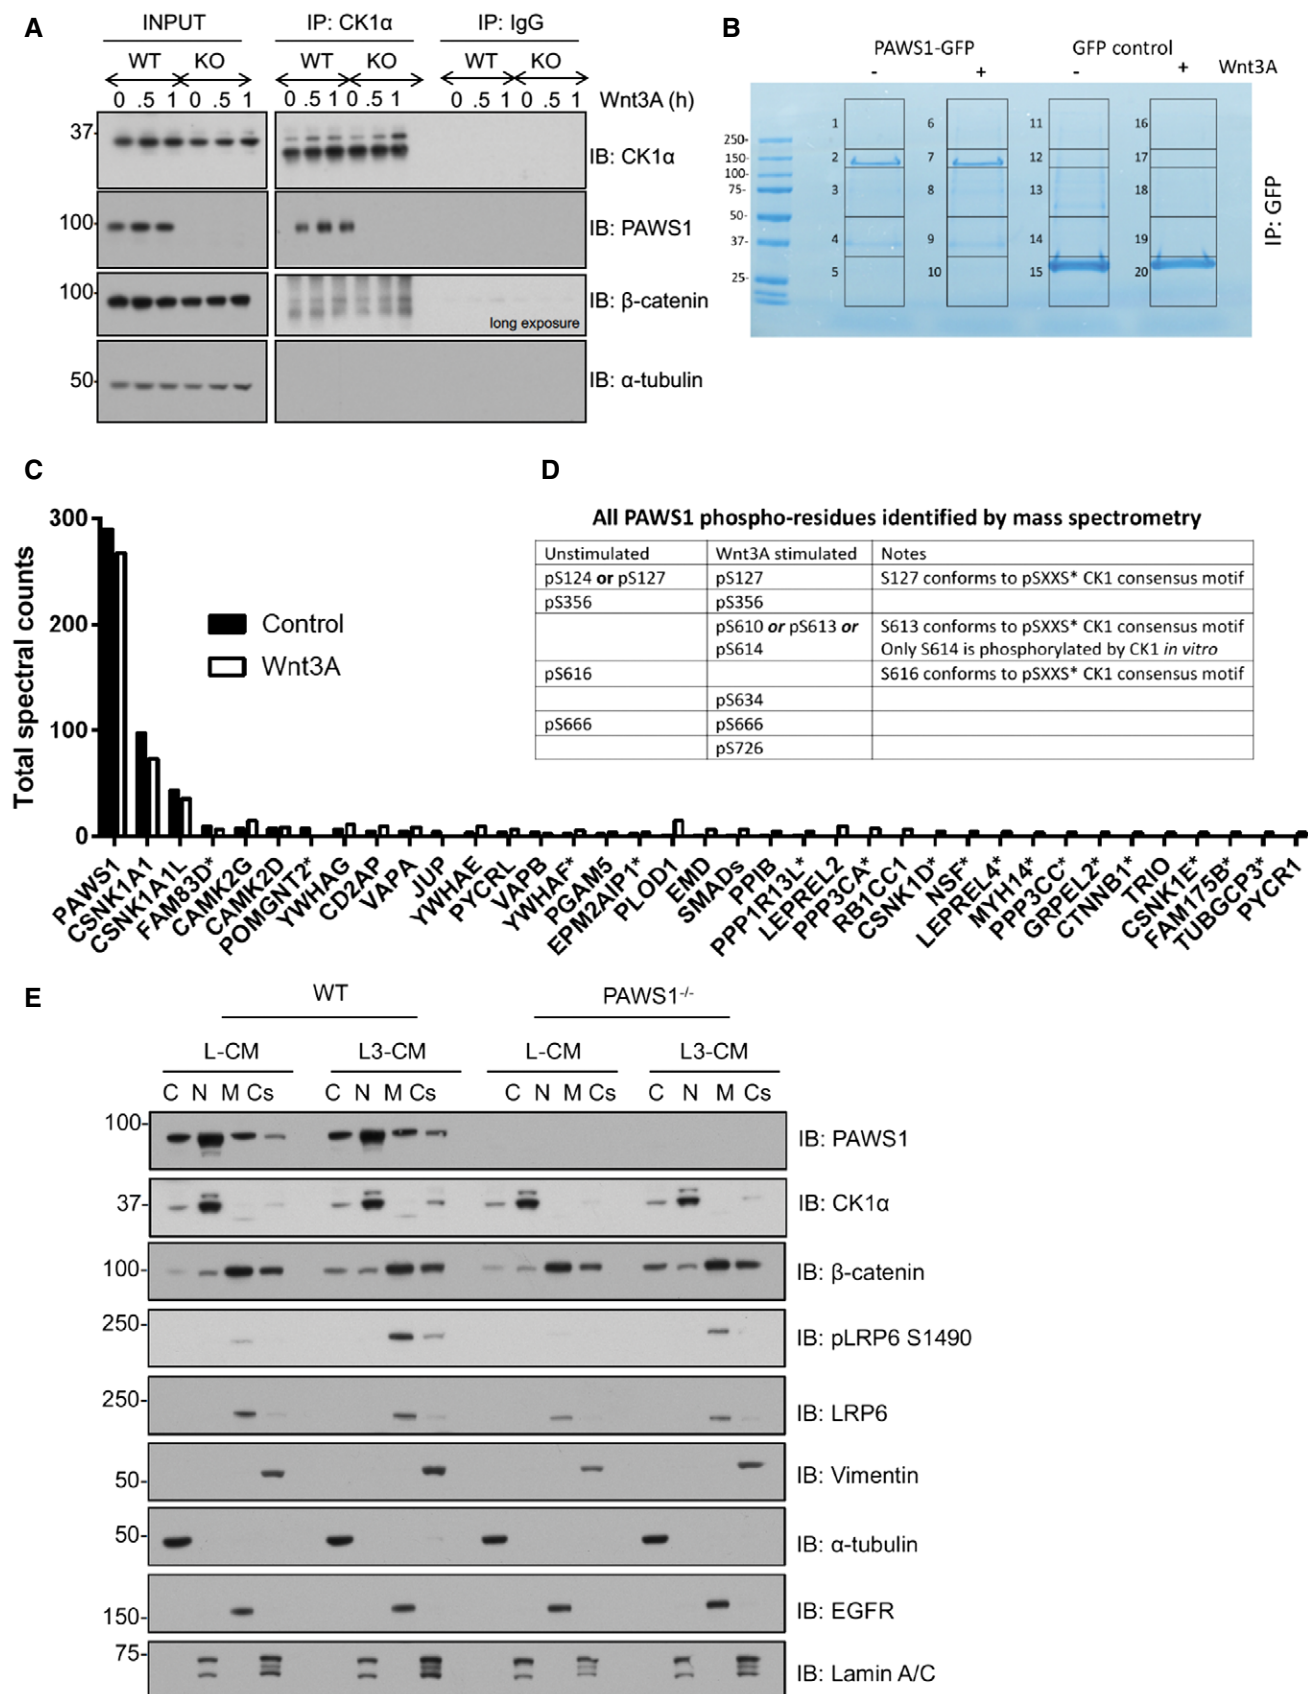 A
INPUT IP: CK1α IP: IgG
WT KO WT KO WT KO
0 .5 1 0 .5 1 0 .5 1 0 .5 1 0 .5 1 0 .5 1 Wnt3A (h)
37
IB: CK1α
100
IB: PAWS1
100
IB: β-catenin
long exposure
50
IB: α-tubulin
B
PAWS1-GFP GFP control
- + - + Wnt3A
250-
150-
100-
75-
50-
37-
25-
1 6 11 16
2 7 12 17
3 8 13 18
4 9 14 19
5 10 15 20
IP: GFP
C
Total spectral counts
300
200
100
0
Control
Wnt3A
PAWS1
CSNK1A1
CSNK1A1L
FAM83D*
CAMK2G
CAMK2D
POMGNT2*
YWHAG
CD2AP
VAPA
JUP
YWHAE
PYCRL
VAPB
YWHAF*
PGAM5
EPM2AIP1*
PLOD1
EMD
SMADs
PPIB
PPP1R13L*
LEPREL2
PPP3CA*
RB1CC1
CSNK1D*
NSF*
LEPREL4*
MYH14*
PPP3CC*
GRPEL2*
CTNNB1*
TRIO
CSNK1E*
FAM175B*
TUBGCP3*
PYCR1
D
All PAWS1 phospho-residues identified by mass spectrometry
Unstimulated Wnt3A stimulated Notes
pS124 or pS127 pS127 S127 conforms to pSXXS* CK1 consensus motif
pS356 pS356
pS610 or pS613 or S613 conforms to pSXXS* CK1 consensus motif
pS614 Only S614 is phosphorylated by CK1 in vitro
pS616 S616 conforms to pSXXS* CK1 consensus motif
pS634
pS666 pS666
pS726
E
WT PAWS1-/-
L-CM L3-CM L-CM L3-CM
C N M Cs C N M Cs C N M Cs C N M Cs
100-
IB: PAWS1
37-
IB: CK1α
100-
IB: β-catenin
250-
IB: pLRP6 S1490
250-
IB: LRP6
50-
IB: Vimentin
50-
IB: α-tubulin
150-
IB: EGFR
75-
IB: Lamin A/C